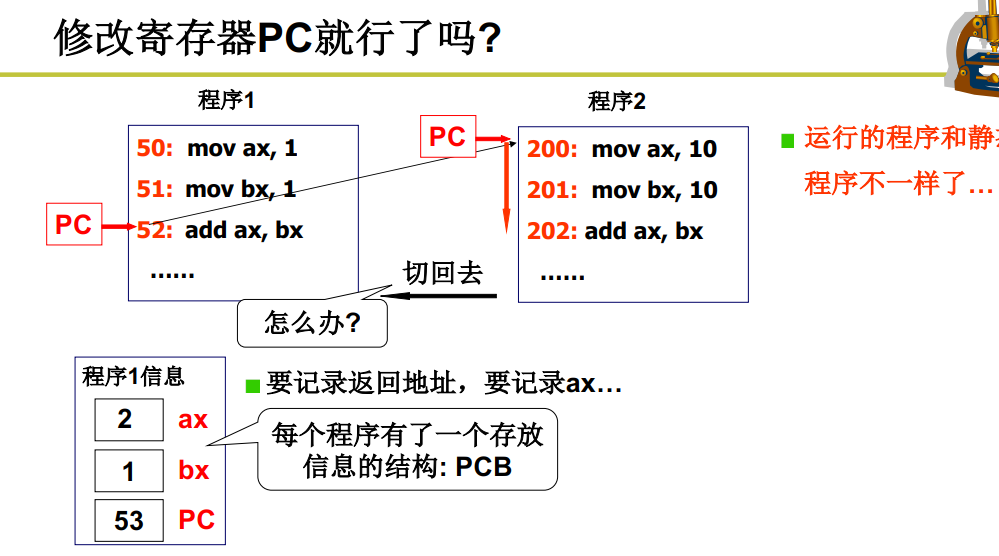 修改寄存器PC就行了吗?
程序1
程序2
50: mov ax, 1
51: mov bx, 1
52: add ax, bx
……
PC
PC
200: mov ax, 10
201: mov bx, 10
202: add ax, bx
……
运行的程序和静
程序不一样了…
切回去
怎么办?
程序1信息
2 ax
1 bx
53 PC
要记录返回地址，要记录ax…
每个程序有了一个存放
信息的结构: PCB